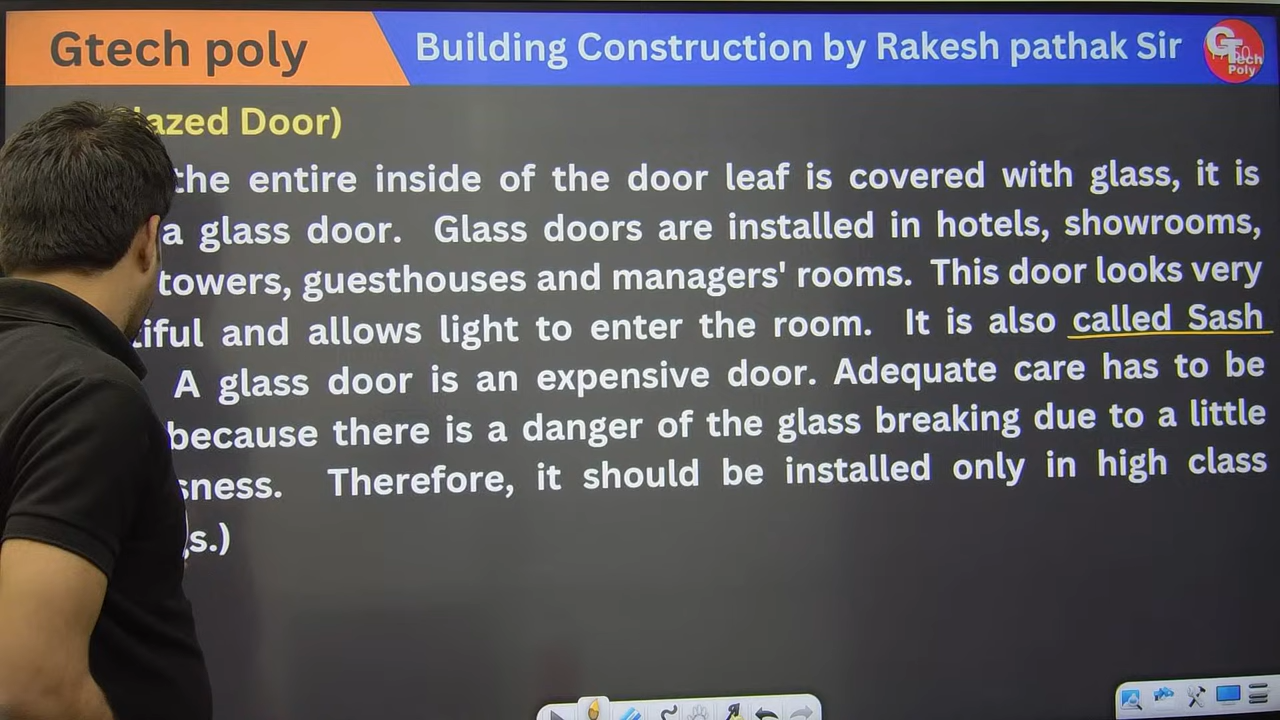 Gtech poly
Building Construction by Rakesh pathak Sir
GT
Tech
Poly
Door)
the entire inside of the door leaf is covered with glass, it is
a glass door. Glass doors are installed in hotels, showrooms,
towers, guesthouses and managers' rooms. This door looks very
and allows light to enter the room. It is also called Sash
A glass door is an expensive door. Adequate care has to be
because there is a danger of the glass breaking due to a little
Therefore, it should be installed only in high class